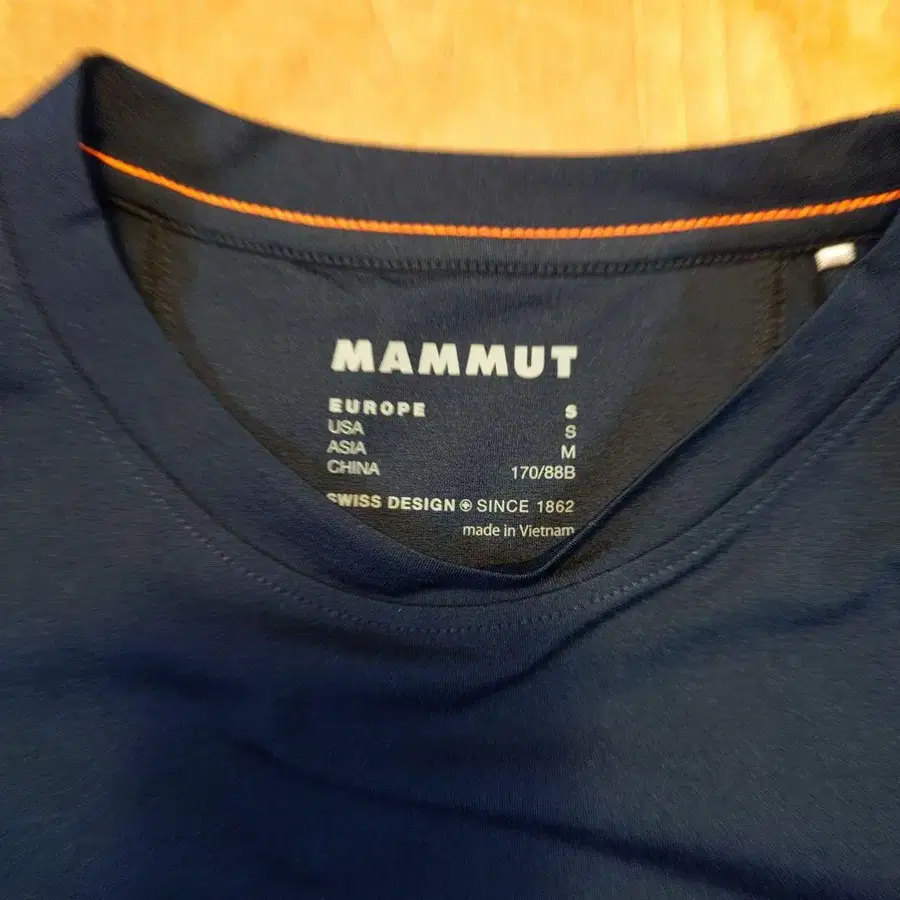 MAMMUT
EUROPE S
USA S
ASIA M
CHINA 170/88B
SWISS DESIGN SINCE 1862
made in Vietnam